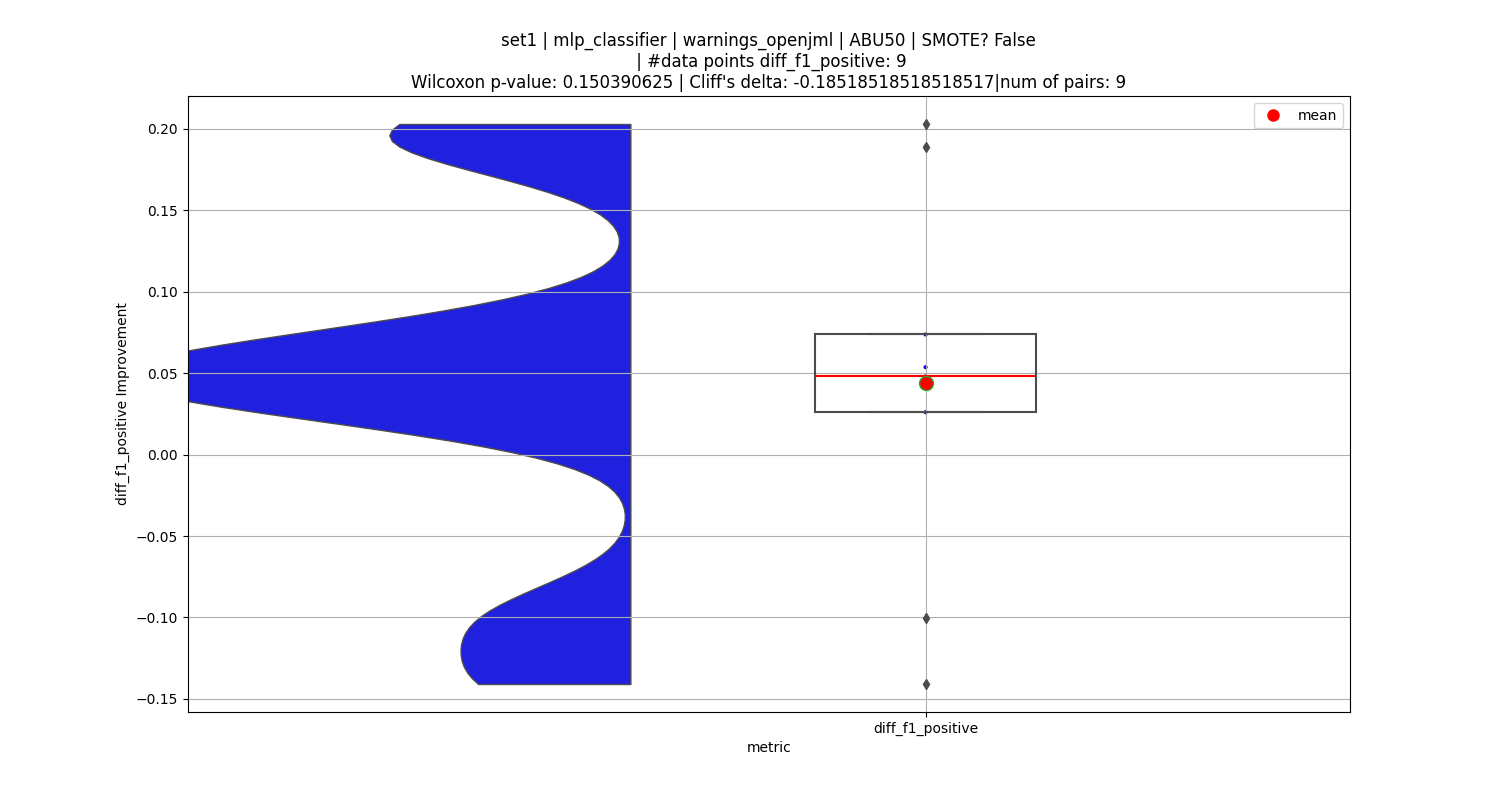 set1 | mlp_classifier | warnings_openjml | ABU50 | SMOTE? False
| #data points diff_f1_positive: 9
Wilcoxon p-value: 0.150390625 | Cliff's delta: -0.18518518518518517|num of pairs: 9
mean
0.20
0.15
0.10
0.05
0.00
−0.05
−0.10
−0.15
diff_f1_positive Improvement
diff_f1_positive
metric